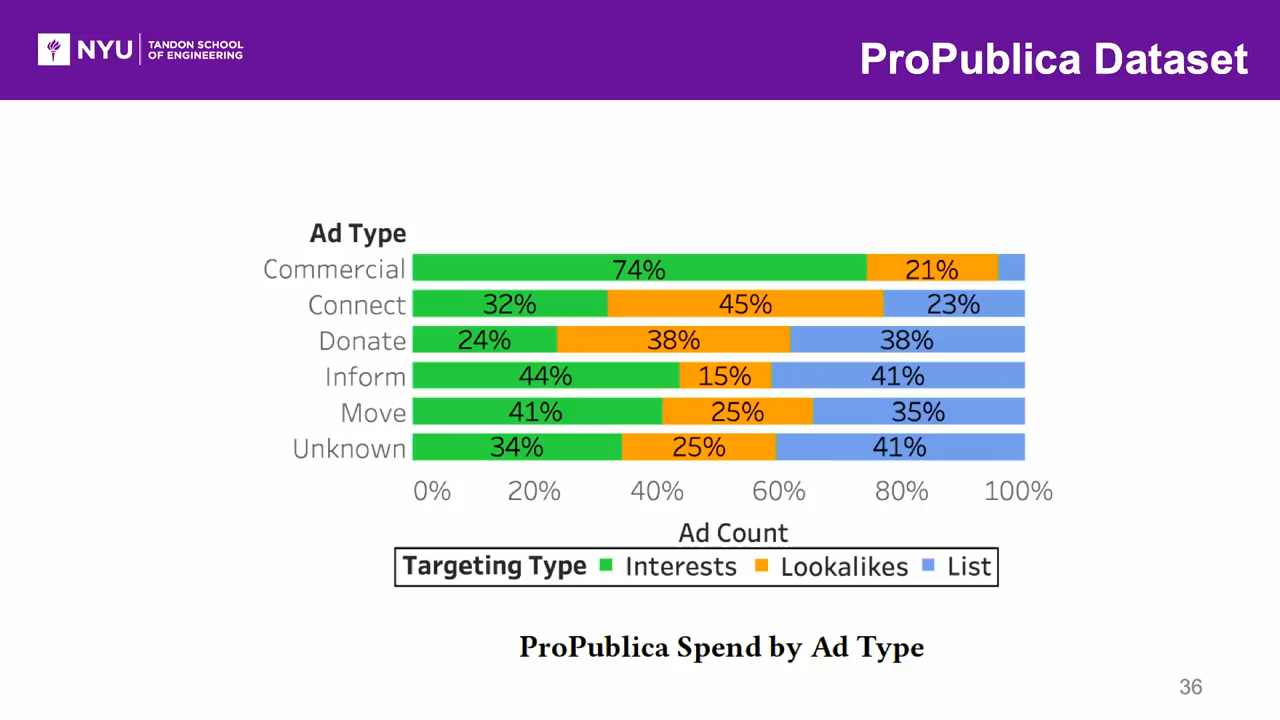 NYU
TANDON SCHOOL
OF ENGINEERING
ProPublica Dataset
Ad Type
Commercial 74% 21%
Connect 32% 45% 23%
Donate 24% 38% 38%
Inform 44% 15% 41%
Move 41% 25% 35%
Unknown 34% 25% 41%
0% 20% 40% 60% 80% 100%
Ad Count
Targeting Type Interests Lookalikes List
ProPublica Spend by Ad Type
36